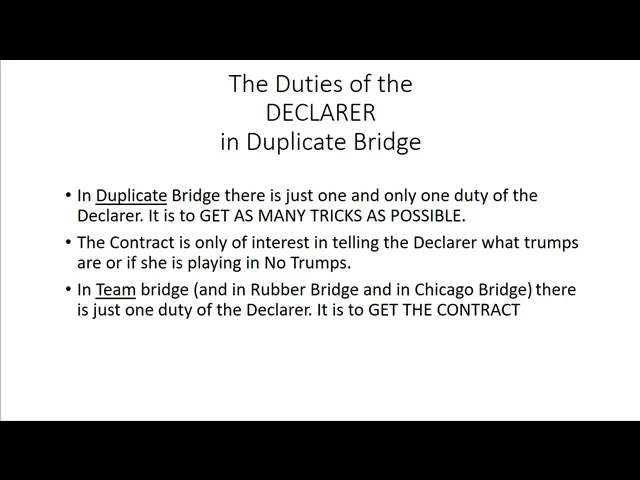 The Duties of the
DECLARER
in Duplicate Bridge
• In Duplicate Bridge there is just one and only one duty of the
Declarer. It is to GET AS MANY TRICKS AS POSSIBLE.
• The Contract is only of interest in telling the Declarer what trumps
are or if she is playing in No Trumps.
• In Team bridge (and in Rubber Bridge and in Chicago Bridge) there
is just one duty of the Declarer. It is to GET THE CONTRACT